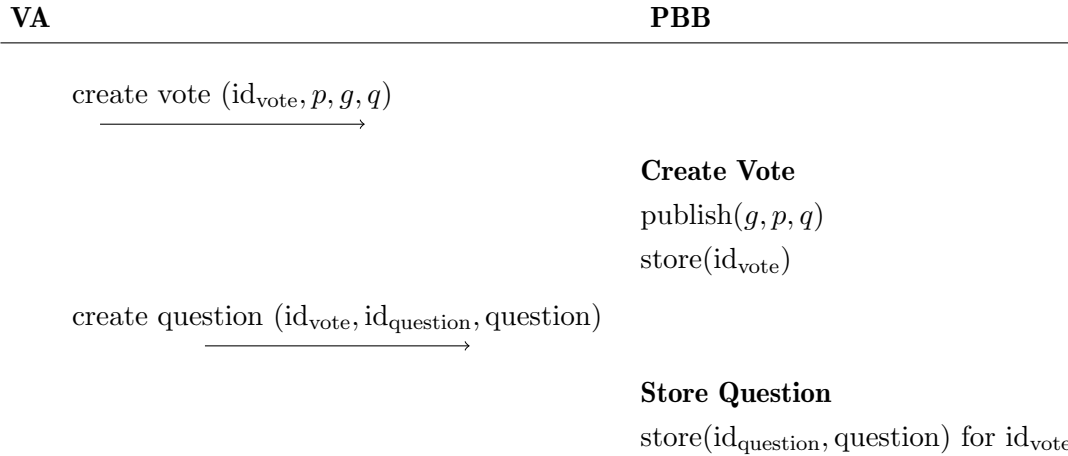 VA PBB
create vote (id_vote, p, g, q)
Create Vote
publish(g, p, q)
store(id_vote)
create question (id_vote, id_question, question)
Store Question
store(id_question, question) for id_vote